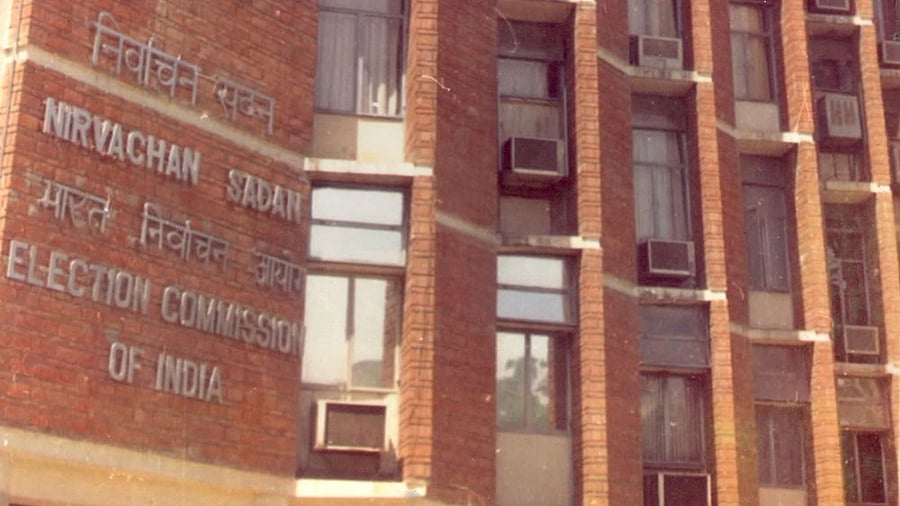 निर्वाचन सदन
NIRVACHAN SADAN
भारत निर्वाचन आयोग
ELECTION COMMISSION
OF INDIA